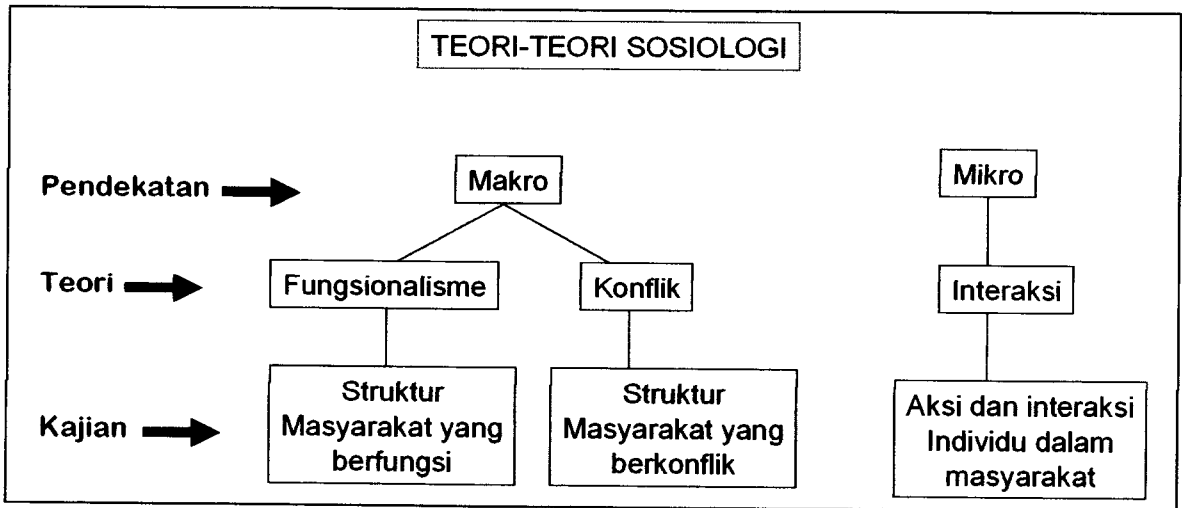 TEORI-TEORI SOSIOLOGI
Pendekatan
Makro
Mikro
Teori
Fungsionalisme
Konflik
Interaksi
Kajian
Struktur
Masyarakat yang
berfungsi
Struktur
Masyarakat yang
berkonflik
Aksi dan interaksi
Individu dalam
masyarakat